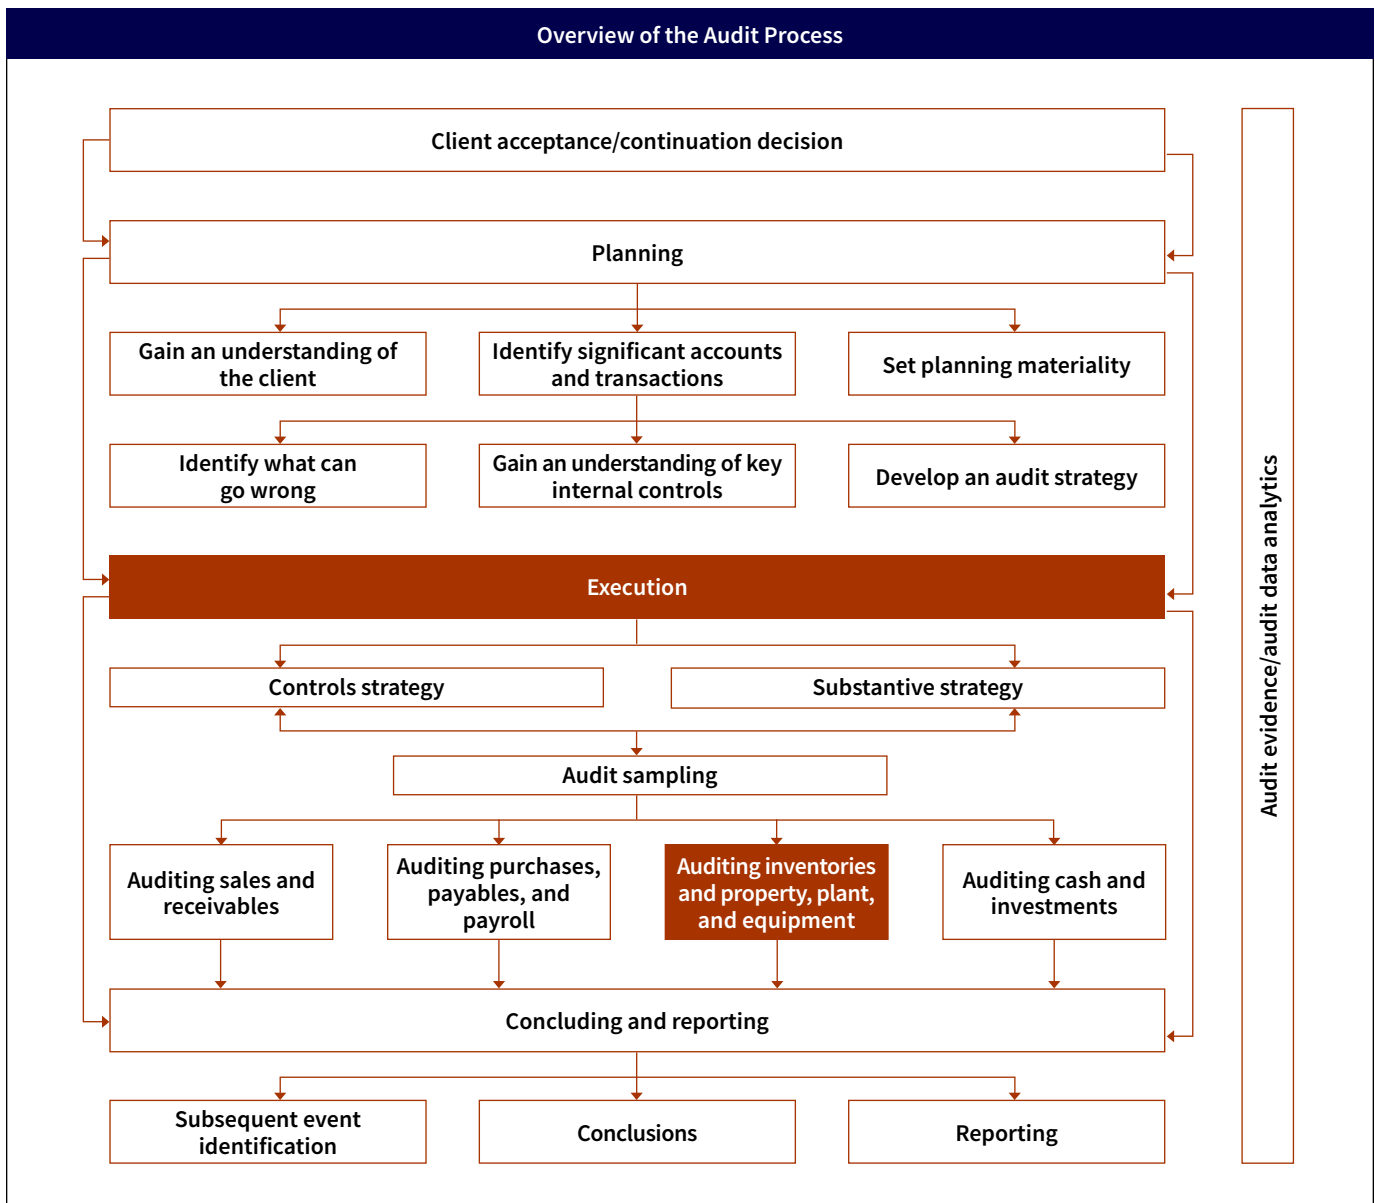 Overview of the Audit Process
Client acceptance/continuation decision
Planning
Gain an understanding of
the client
Identify significant accounts
and transactions
Set planning materiality
Identify what can
go wrong
Gain an understanding of key
internal controls
Develop an audit strategy
Execution
Controls strategy
Substantive strategy
Audit sampling
Auditing sales and
receivables
Auditing purchases,
payables, and
payroll
Auditing inventories
and property, plant,
and equipment
Auditing cash and
investments
Concluding and reporting
Subsequent event
identification
Conclusions
Reporting
Audit evidence/audit data analytics